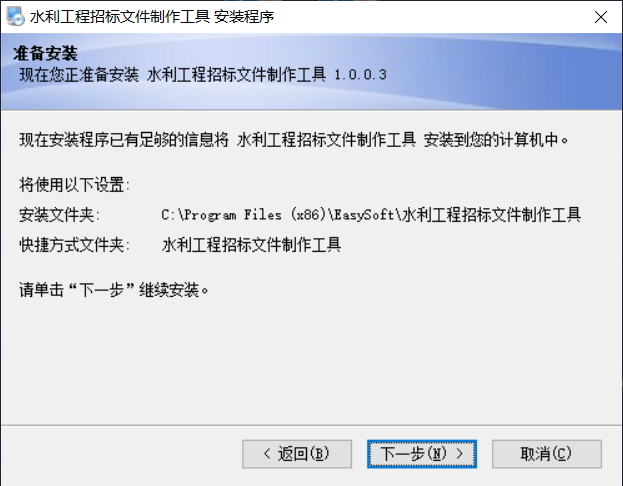 水利工程招标文件制作工具 安装程序
准备安装
现在您正准备安装 水利工程招标文件制作工具 1.0.0.3
现在安装程序已有足够的信息将 水利工程招标文件制作工具 安装到您的计算机中。
将使用以下设置:
安装文件夹: C:\Program Files (x86)\EasySoft\水利工程招标文件制作工具
快捷方式文件夹: 水利工程招标文件制作工具
请单击“下一步”继续安装。
< 返回(B) 下一步(N) > 取消(C)